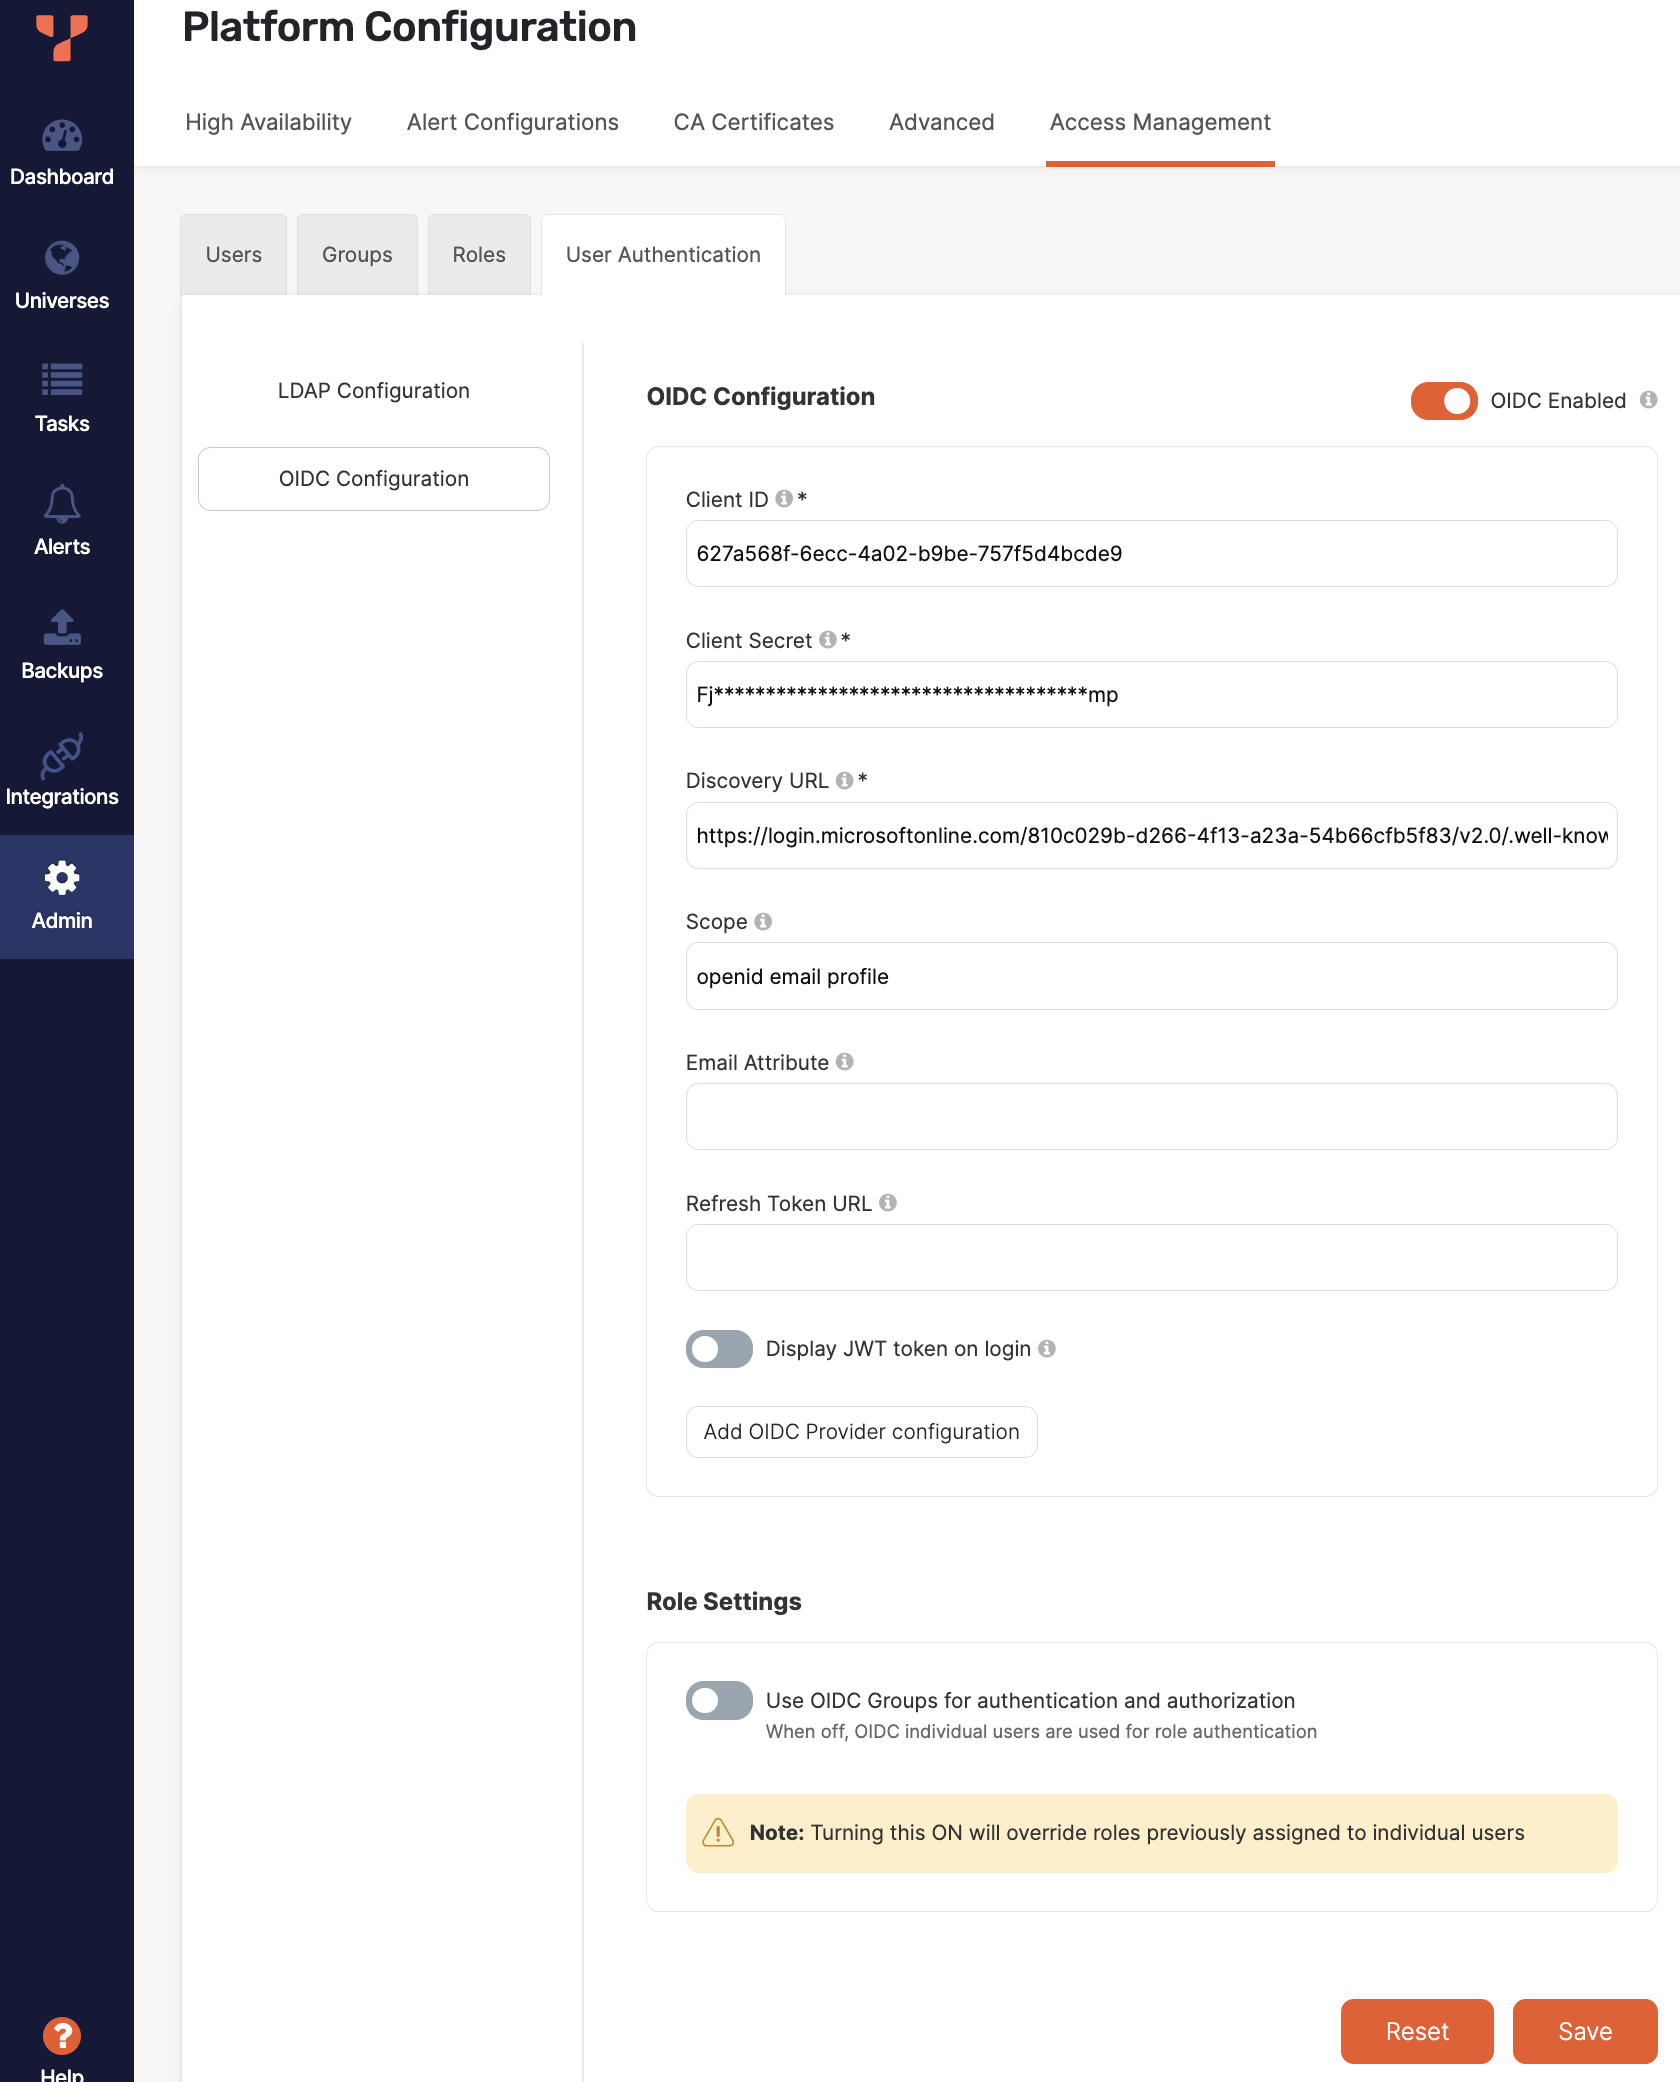 Platform Configuration
High Availability
Alert Configurations
CA Certificates
Advanced
Access Management
Dashboard
Universes
Tasks
Alerts
Backups
Integrations
Admin
Help
Users
Groups
Roles
User Authentication
LDAP Configuration
OIDC Configuration
OIDC Configuration
OIDC Enabled
Client ID *
627a568f-6ecc-4a02-b9be-757f5d4bcde9
Client Secret *
Fj************************************mp
Discovery URL *
https://login.microsoftonline.com/810c029b-d266-4f13-a23a-54b66cfb5f83/v2.0/.well-know
Scope
openid email profile
Email Attribute
Refresh Token URL
Display JWT token on login
Add OIDC Provider configuration
Role Settings
Use OIDC Groups for authentication and authorization
When off, OIDC individual users are used for role authentication
Note: Turning this ON will override roles previously assigned to individual users
Reset
Save